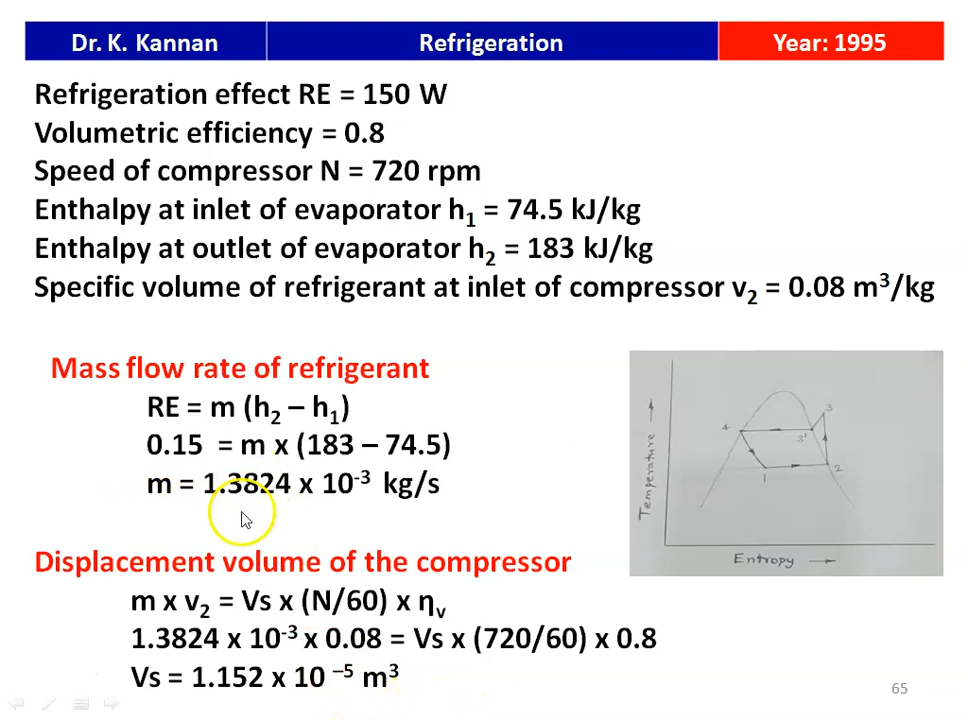 Dr. K. Kannan Refrigeration Year: 1995
Refrigeration effect RE = 150 W
Volumetric efficiency = 0.8
Speed of compressor N = 720 rpm
Enthalpy at inlet of evaporator h₁ = 74.5 kJ/kg
Enthalpy at outlet of evaporator h₂ = 183 kJ/kg
Specific volume of refrigerant at inlet of compressor v₂ = 0.08 m³/kg
Mass flow rate of refrigerant
RE = m (h₂ – h₁)
0.15 = m x (183 – 74.5)
m = 1.3824 x 10⁻³ kg/s
Displacement volume of the compressor
m x v₂ = Vs x (N/60) x ηᵥ
1.3824 x 10⁻³ x 0.08 = Vs x (720/60) x 0.8
Vs = 1.152 x 10 ⁻⁵ m³
Temperature
3
4
3'
1
2
Entropy
65